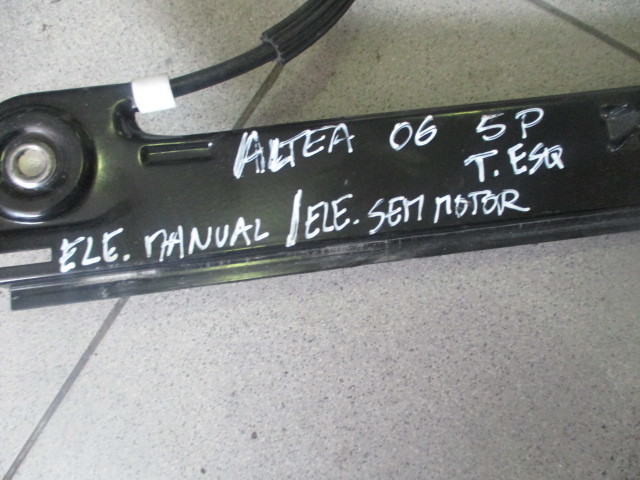 ALTEA 06 5P
T. ESQ
ELE. MANUAL / ELE. SEM MOTOR